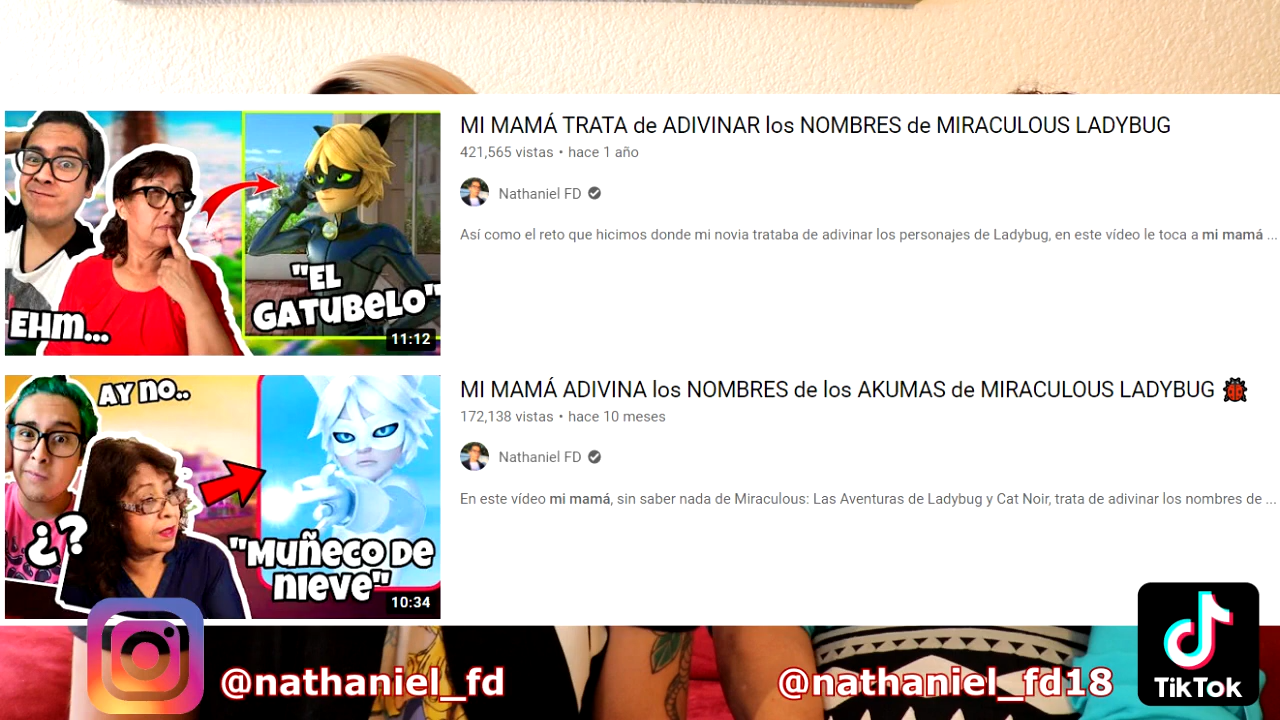 MI MAMÁ TRATA de ADIVINAR los NOMBRES de MIRACULOUS LADYBUG
421,565 vistas • hace 1 año
Nathaniel FD
Así como el reto que hicimos donde mi novia trataba de adivinar los personajes de Ladybug, en este vídeo le toca a mi mamá ...
"EL
GATUBELO"
EHM...
11:12
MI MAMÁ ADIVINA los NOMBRES de los AKUMAS de MIRACULOUS LADYBUG 🐞
172,138 vistas • hace 10 meses
Nathaniel FD
En este vídeo mi mamá, sin saber nada de Miraculous: Las Aventuras de Ladybug y Cat Noir, trata de adivinar los nombres de ...
AY NO..
¿?
"MUÑECO DE
NIEVE"
10:34
@nathaniel_fd
@nathaniel_fd18
TikTok